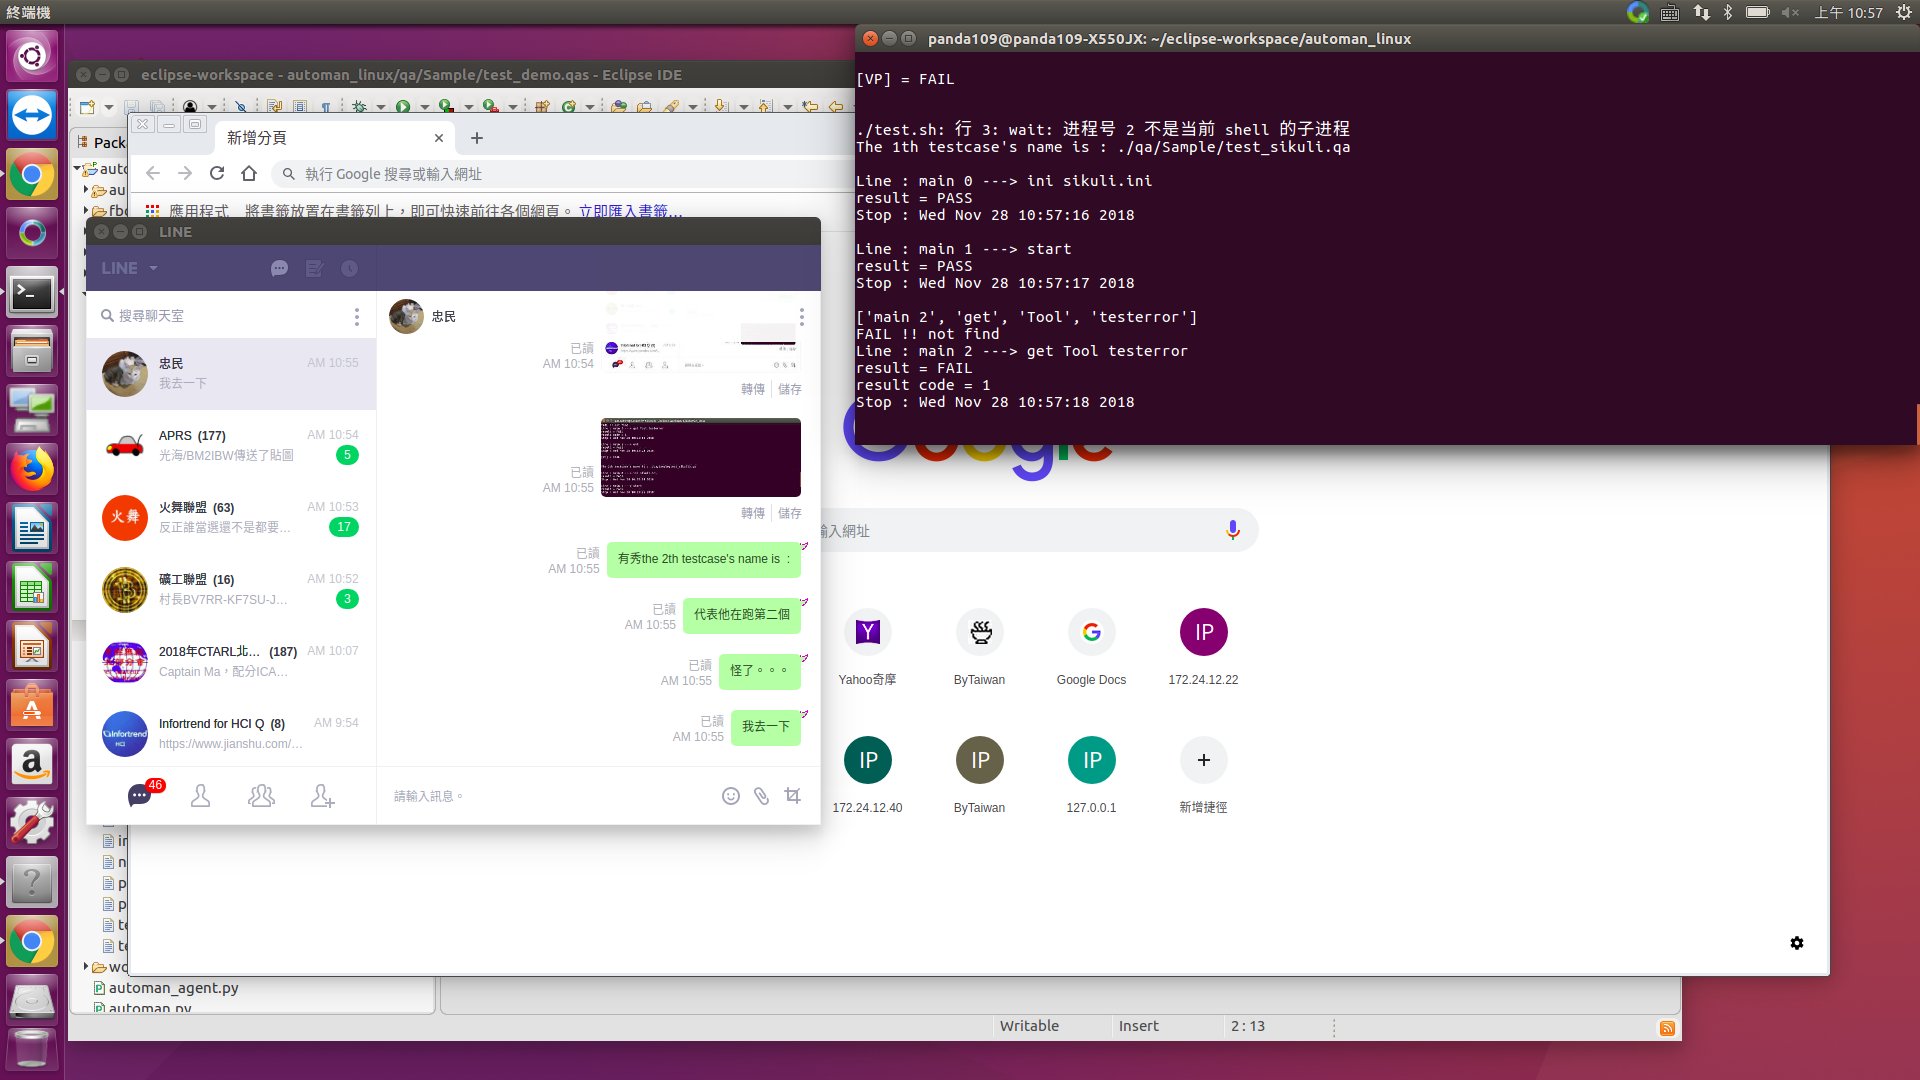 終端機
上午 10:57
eclipse-workspace - automan_linux/qa/Sample/test_demo.qas - Eclipse IDE
新增分頁
執行 Google 搜尋或輸入網址
應用程式
將書籤放置在書籤列上，即可快速前往各個網頁。
立即匯入書籤...
LINE
LINE
搜尋聊天室
忠民
AM 10:55
我去一下
APRS (177)
AM 10:54
光海/BM2IBW傳送了貼圖
5
火舞
火舞聯盟 (63)
AM 10:53
反正誰當選還不是都要…
17
礦工聯盟 (16)
AM 10:52
村長BV7RR-KF7SU-J…
3
2018年CTARL北… (187)
AM 10:07
Captain Ma，配分ICA…
Infortrend
HCI
Infortrend for HCI Q (8)
AM 9:54
https://www.jianshu.com/…
46
忠民
已讀
AM 10:54
轉傳
儲存
已讀
AM 10:55
轉傳
儲存
已讀
AM 10:55
有秀the 2th testcase's name is :
已讀
AM 10:55
代表他在跑第二個
已讀
AM 10:55
怪了。。。
已讀
AM 10:55
我去一下
請輸入訊息。
panda109@panda109-X550JX: ~/eclipse-workspace/automan_linux
[VP] = FAIL
./test.sh: 行 3: wait: 进程号 2 不是当前 shell 的子进程
The 1th testcase's name is : ./qa/Sample/test_sikuli.qa
Line : main 0 ---> ini sikuli.ini
result = PASS
Stop : Wed Nov 28 10:57:16 2018
Line : main 1 ---> start
result = PASS
Stop : Wed Nov 28 10:57:17 2018
['main 2', 'get', 'Tool', 'testerror']
FAIL !! not find
Line : main 2 ---> get Tool testerror
result = FAIL
result code = 1
Stop : Wed Nov 28 10:57:18 2018
輸入網址
Yahoo奇摩
ByTaiwan
Google Docs
IP
172.24.12.22
IP
172.24.12.40
IP
ByTaiwan
IP
127.0.0.1
新增捷徑
automan_agent.py
automan.py
Writable
Insert
2 : 13